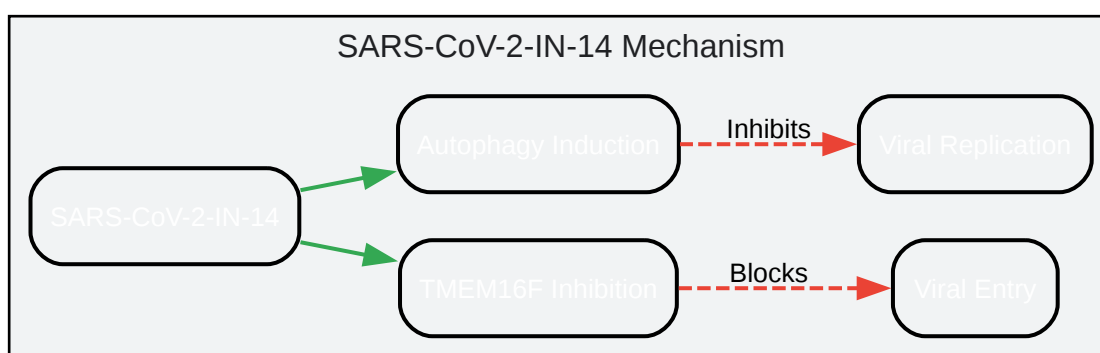 SARS-CoV-2-IN-14 Mechanism
Autophagy Induction
Inhibits
Viral Replication
SARS-CoV-2-IN-14
TMEM16F Inhibition
Blocks
Viral Entry